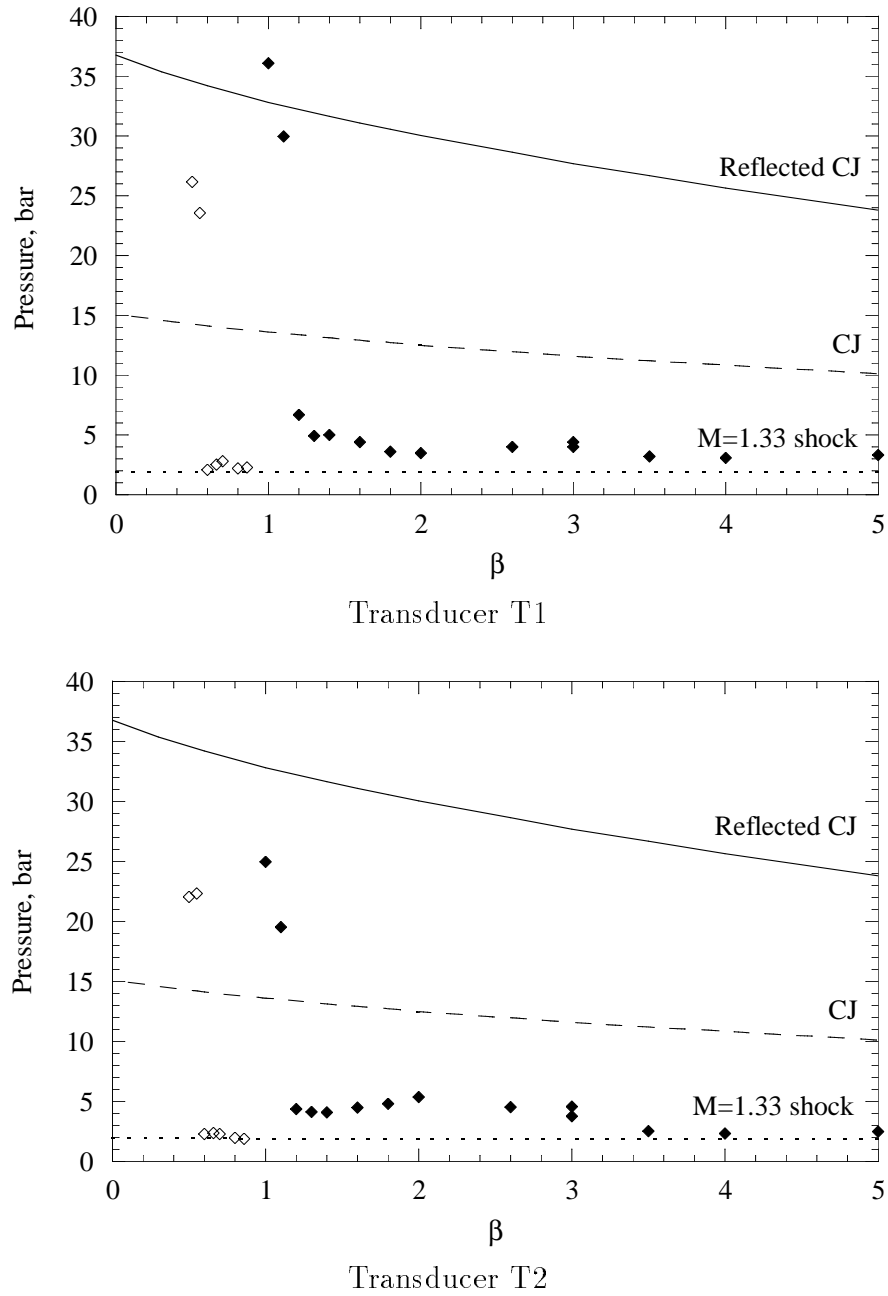 40
35
30
25
20
15
10
5
0
Pressure, bar
Reflected CJ
CJ
M=1.33 shock
0 1 2 3 4 5
β
Transducer T1
40
35
30
25
20
15
10
5
0
Pressure, bar
Reflected CJ
CJ
M=1.33 shock
0 1 2 3 4 5
β
Transducer T2